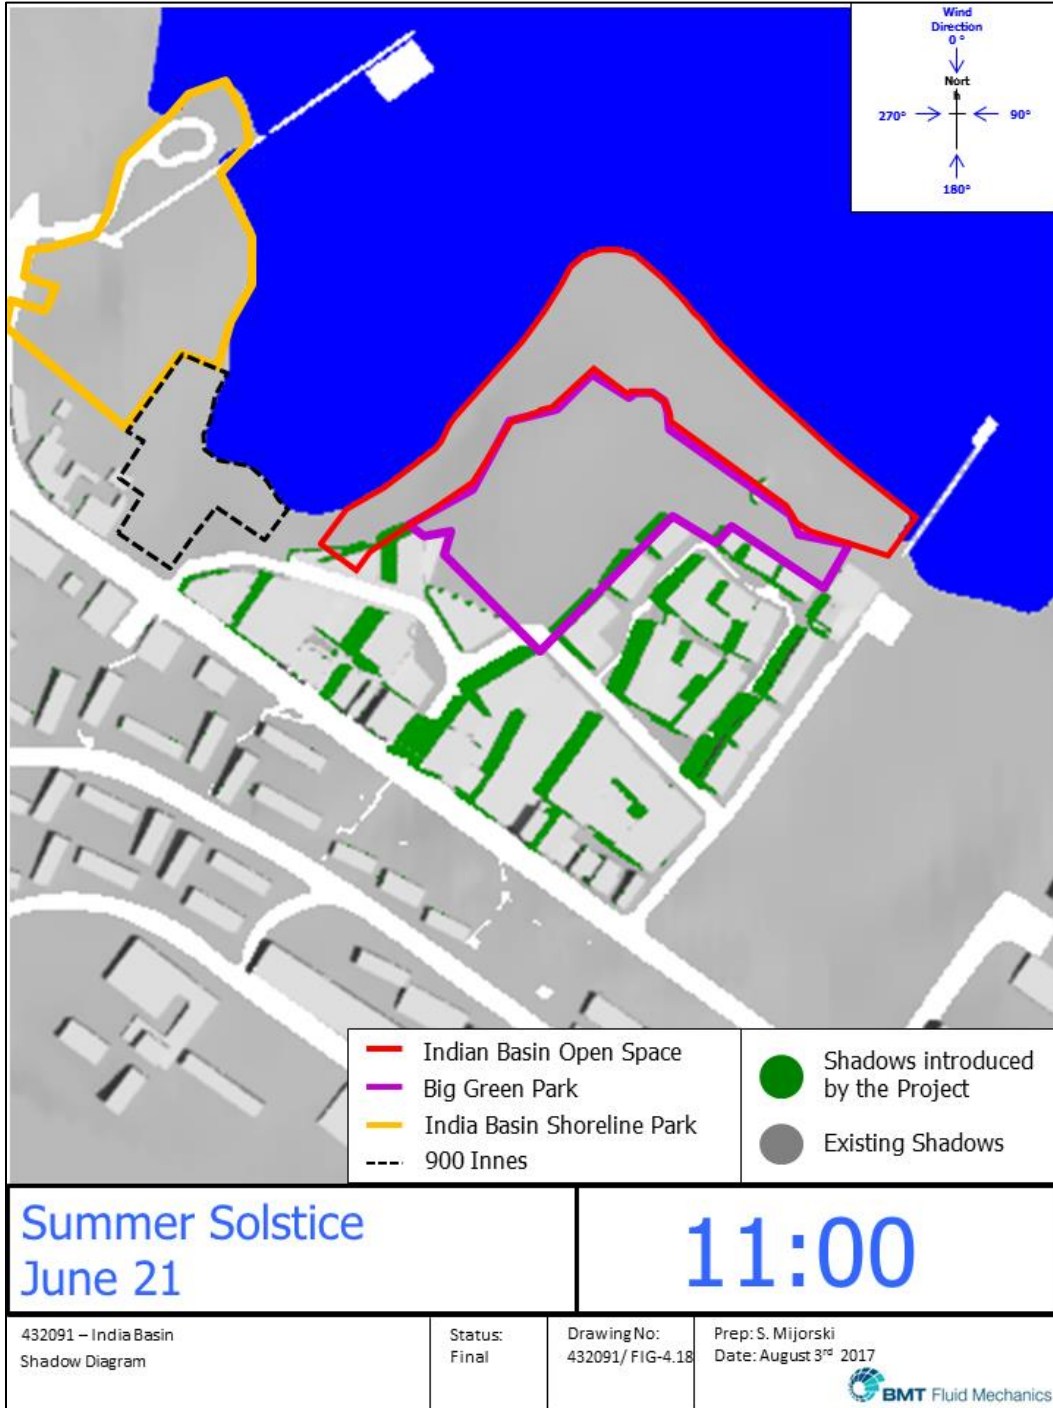 Wind
Direction
0 °
Nort
h
270°
90°
180°
Indian Basin Open Space
Big Green Park
India Basin Shoreline Park
900 Innes
Shadows introduced
by the Project
Existing Shadows
Summer Solstice
June 21
11:00
432091 – India Basin
Shadow Diagram
Status:
Final
Drawing No:
432091/ FIG-4.18
Prep: S. Mijorski
Date: August 3rd 2017
BMT Fluid Mechanics